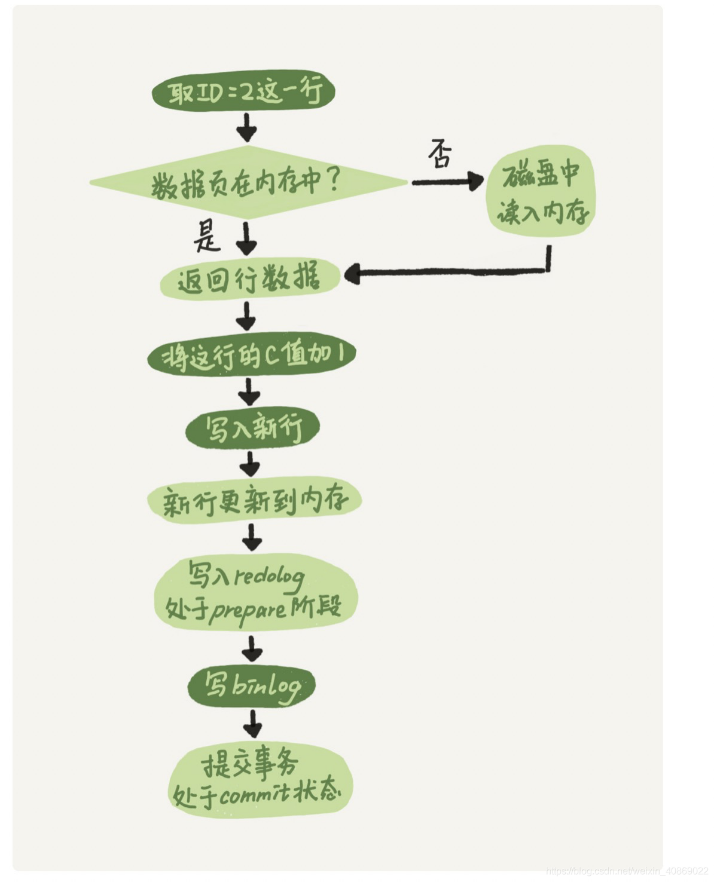 取ID=2这一行
数据页在内存中?
否
磁盘中
读入内存
是
返回行数据
将这行的C值加1
写入新行
新行更新到内存
写入redolog
处于prepare阶段
写binlog
提交事务
处于commit状态